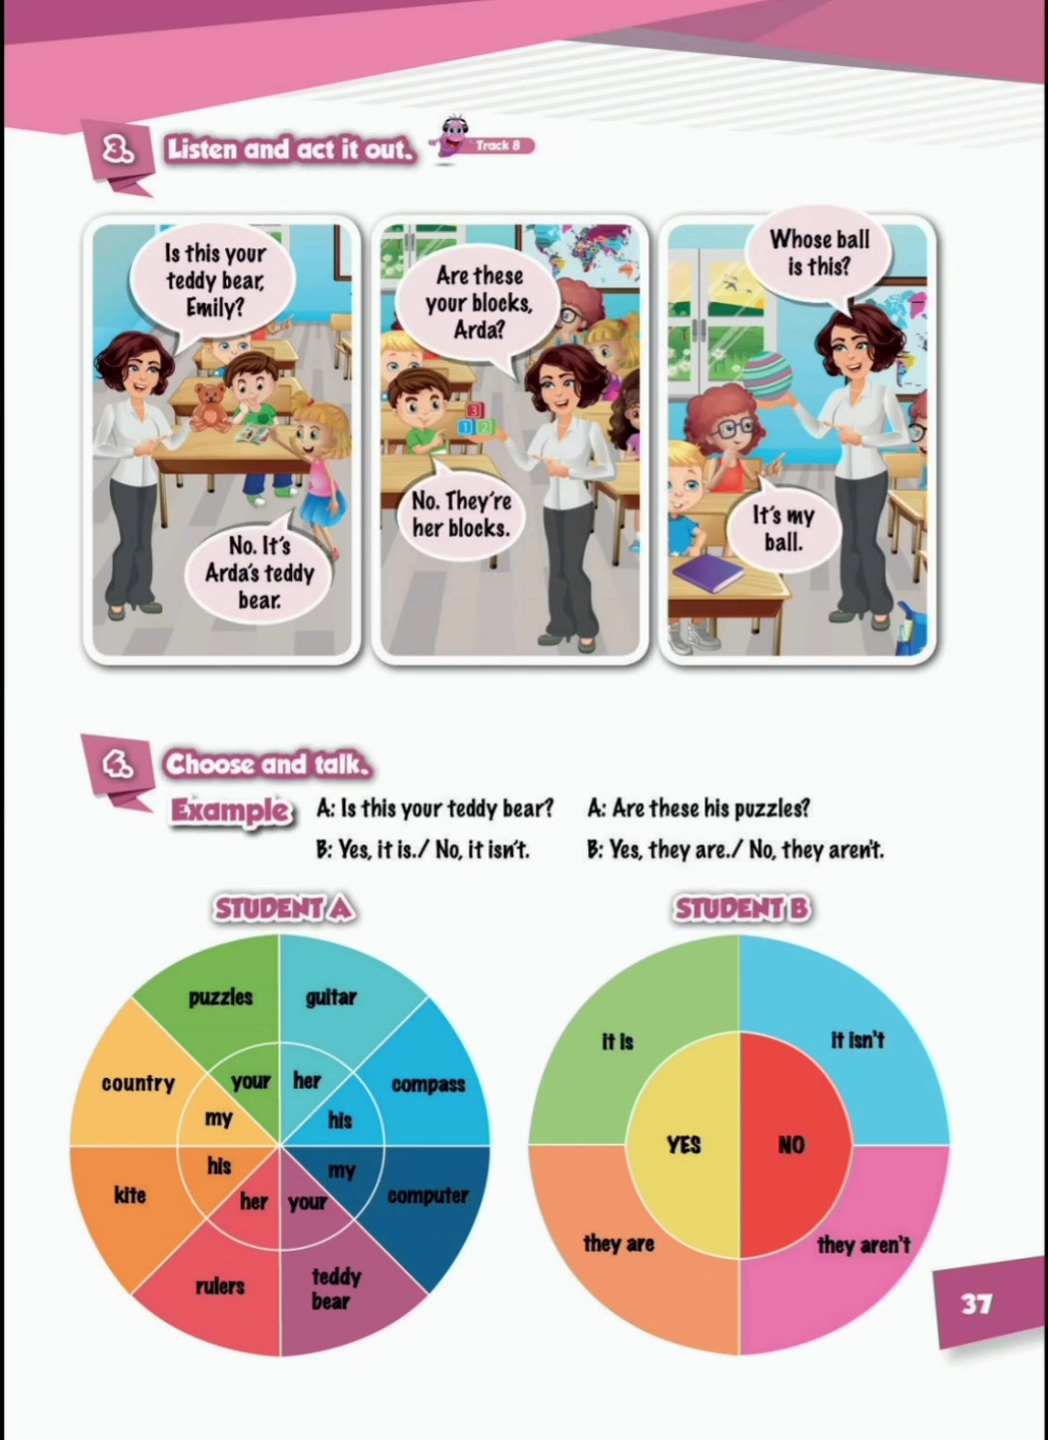 3. Listen and act it out.
Track 8
Is this your
teddy bear,
Emily?
No. It's
Arda's teddy
bear.
Are these
your blocks,
Arda?
3
1 2
No. They're
her blocks.
Whose ball
is this?
It's my
ball.
4. Choose and talk.
Example
A: Is this your teddy bear?
B: Yes, it is./ No, it isn't.
A: Are these his puzzles?
B: Yes, they are./ No, they aren't.
STUDENT A
puzzles
guitar
country
your
her
compass
my
his
his
my
kite
computer
her
your
rulers
teddy
bear
STUDENT B
it is
it isn't
YES
NO
they are
they aren't
37